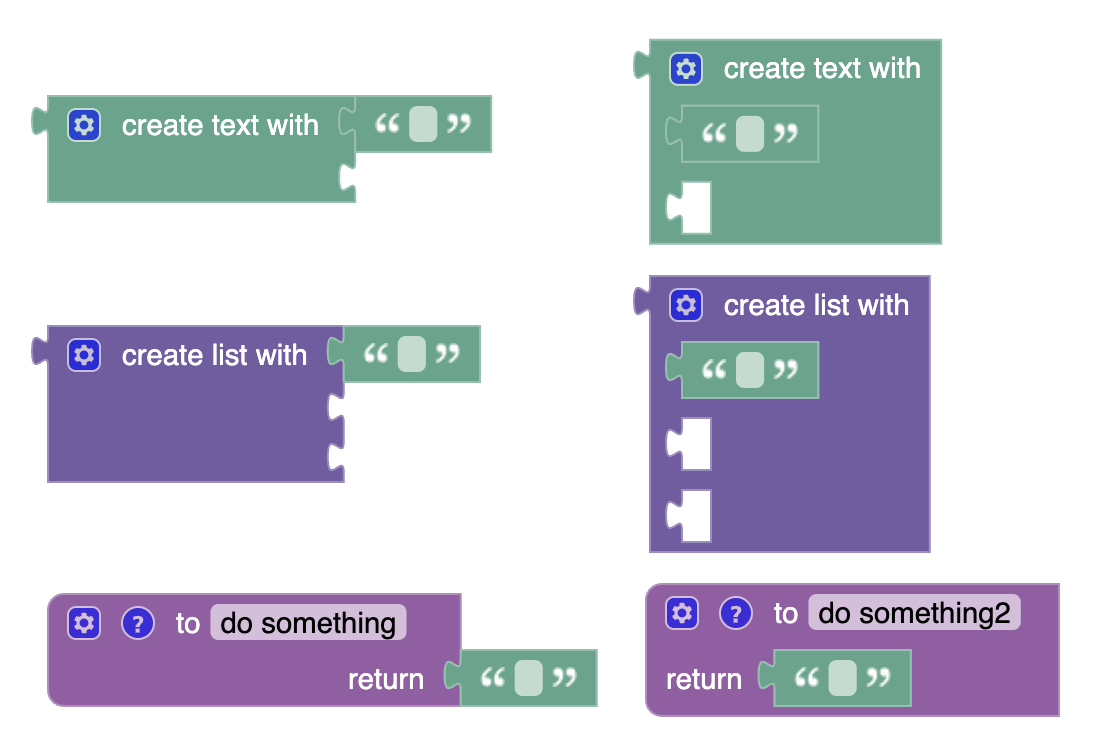 create text with “ ”
create text with
“ ”
create list with “ ”
create list with
“ ”
? to do something
return “ ”
? to do something2
return “ ”